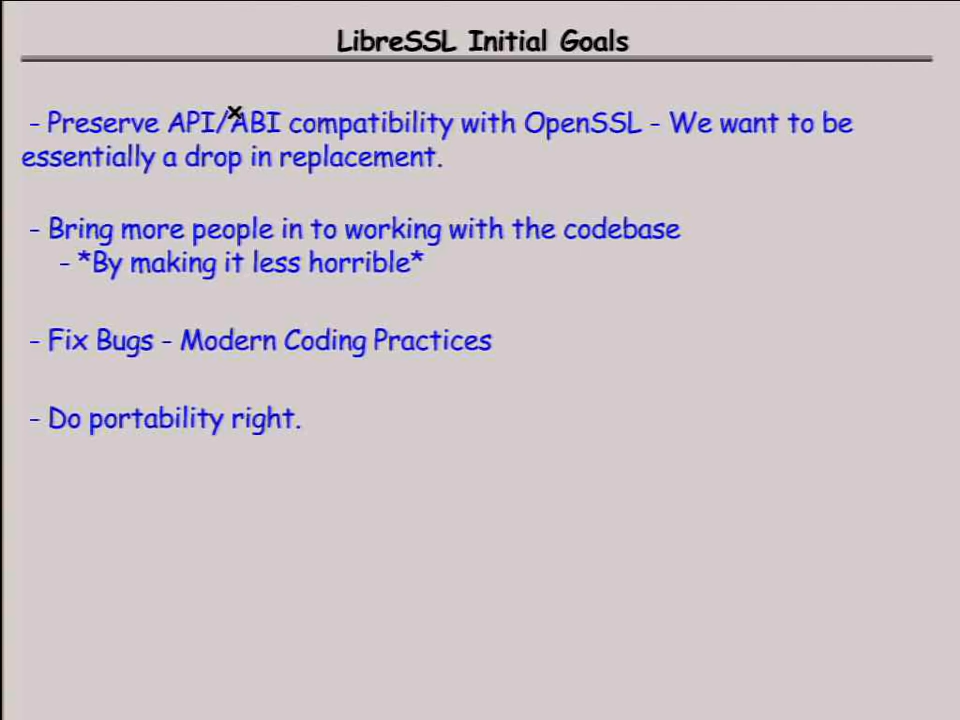 LibreSSL Initial Goals
- Preserve API/ABI compatibility with OpenSSL - We want to be
essentially a drop in replacement.
- Bring more people in to working with the codebase
- *By making it less horrible*
- Fix Bugs - Modern Coding Practices
- Do portability right.